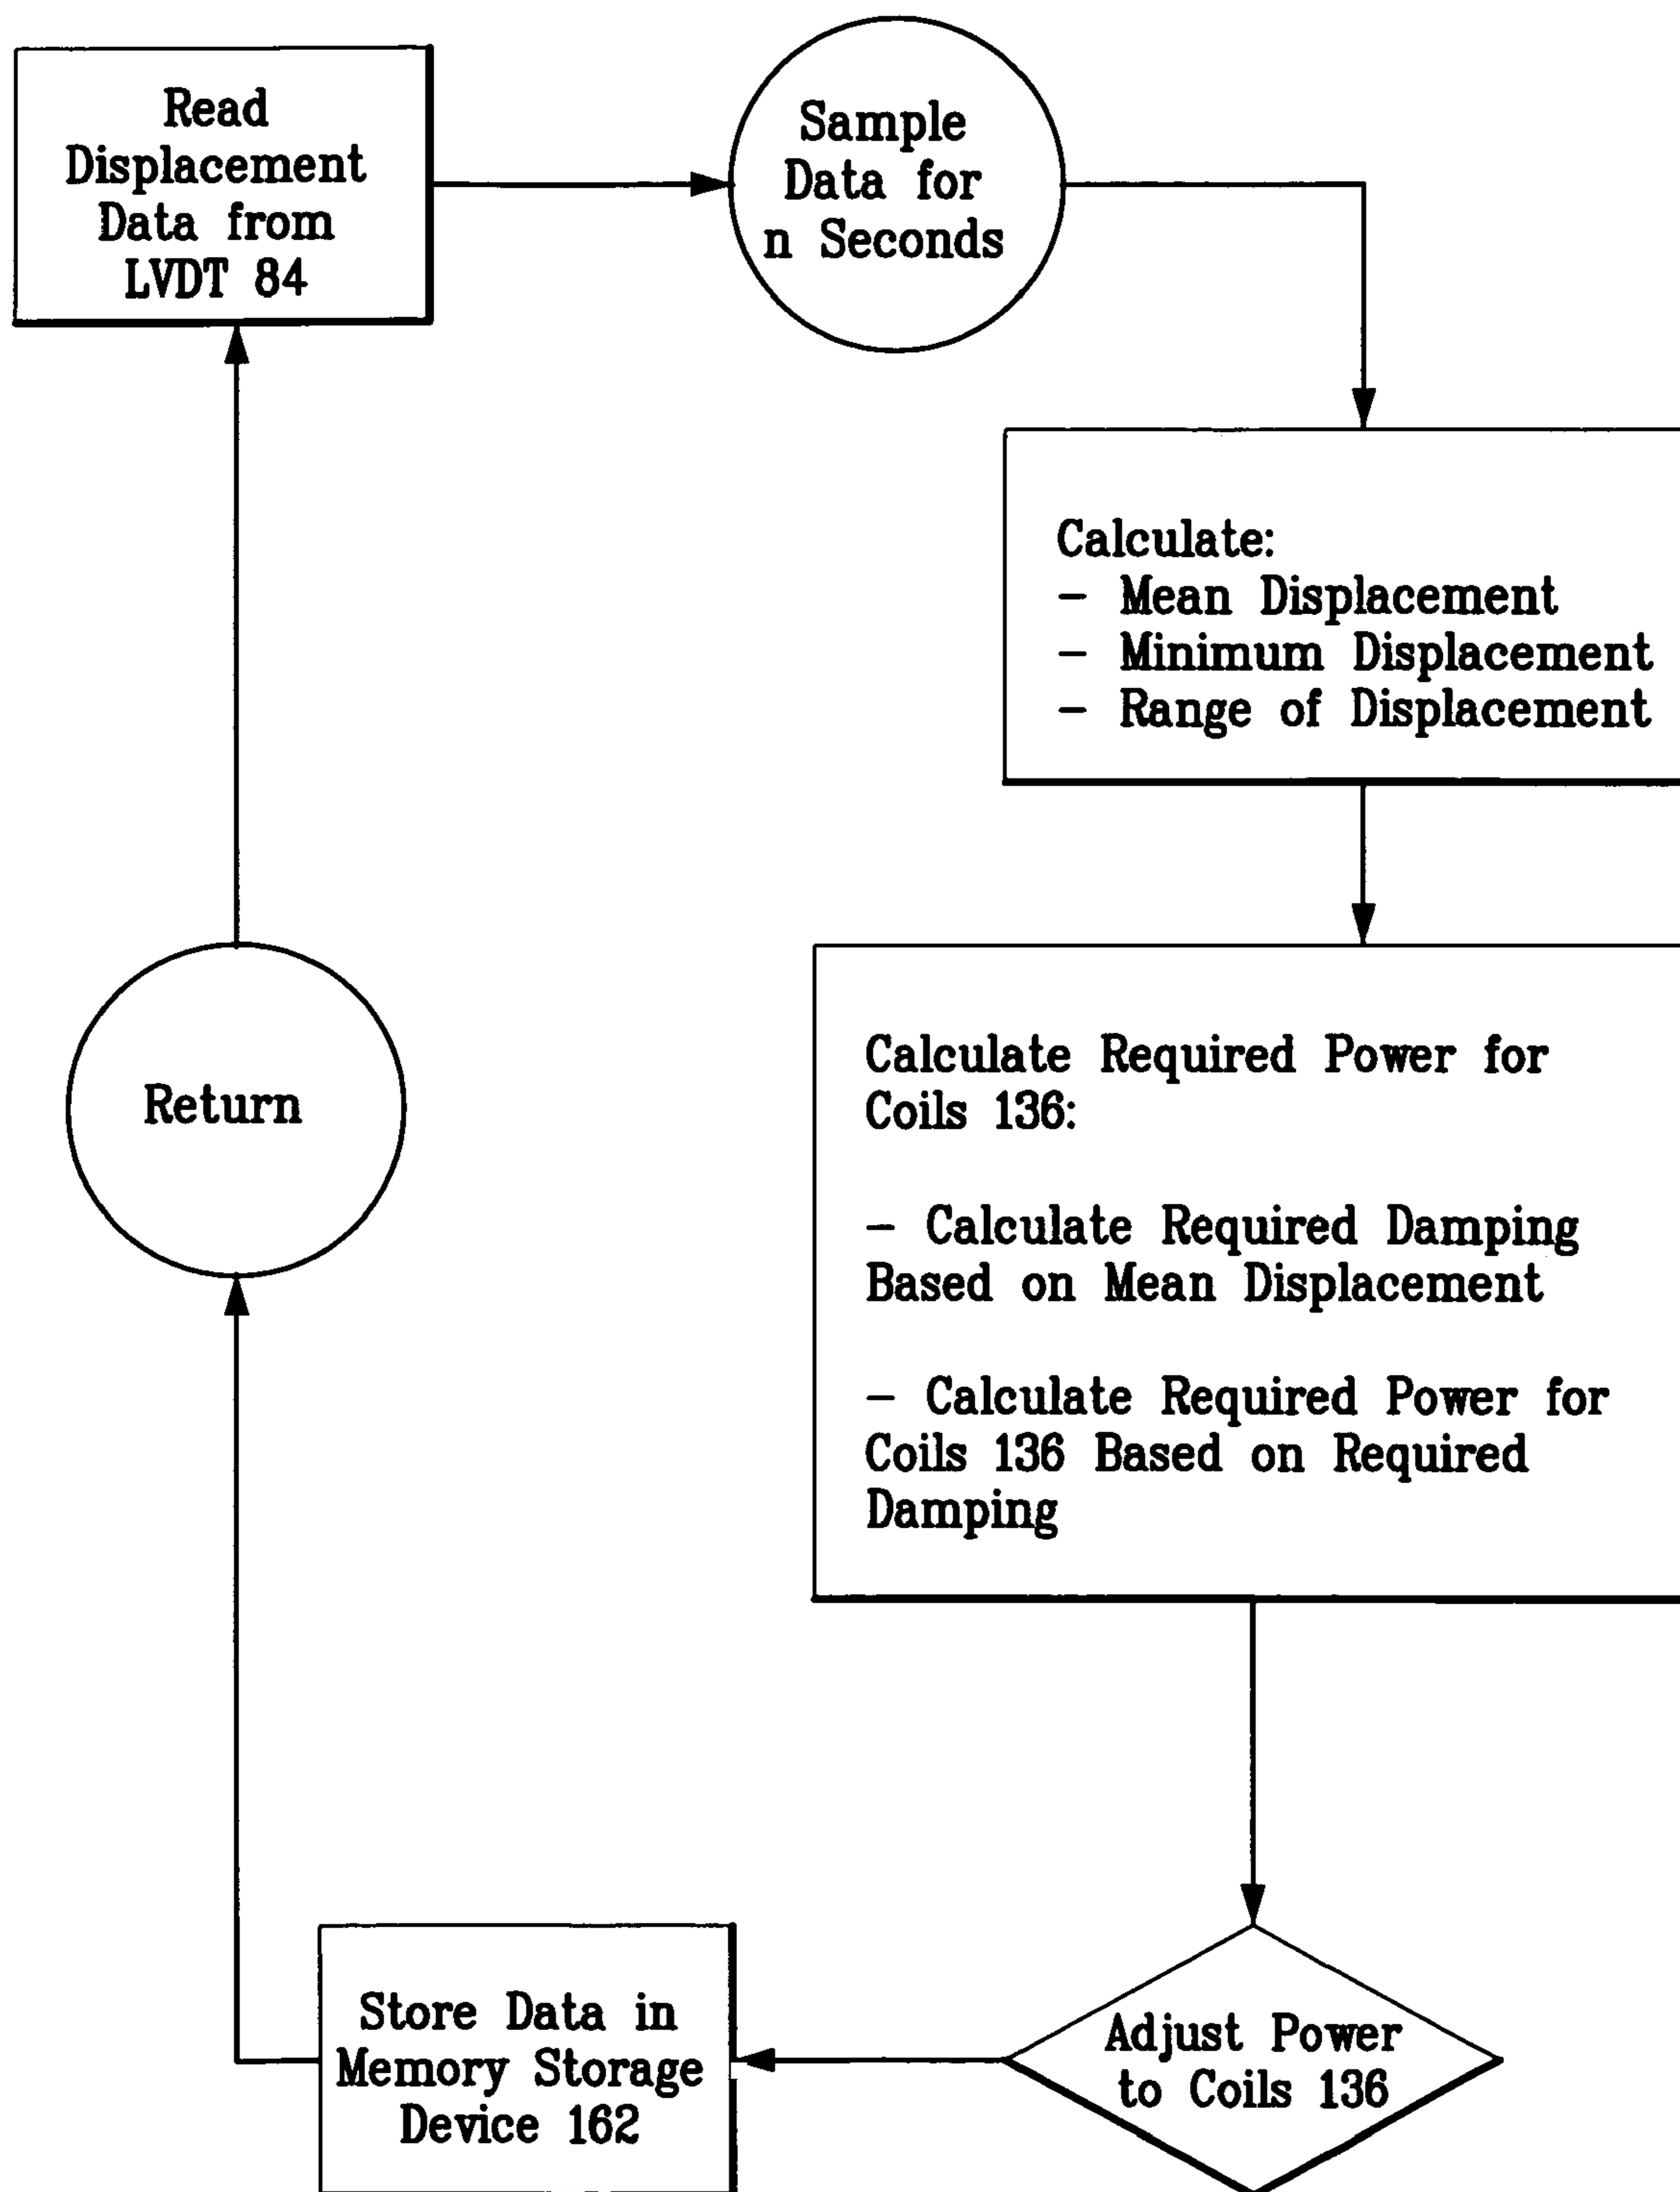 Read
Displacement
Data from
LVDT 84
Sample
Data for
n Seconds
Calculate:
- Mean Displacement
- Minimum Displacement
- Range of Displacement
Calculate Required Power for
Coils 136:
- Calculate Required Damping
Based on Mean Displacement
- Calculate Required Power for
Coils 136 Based on Required
Damping
Adjust Power
to Coils 136
Store Data in
Memory Storage
Device 162
Return